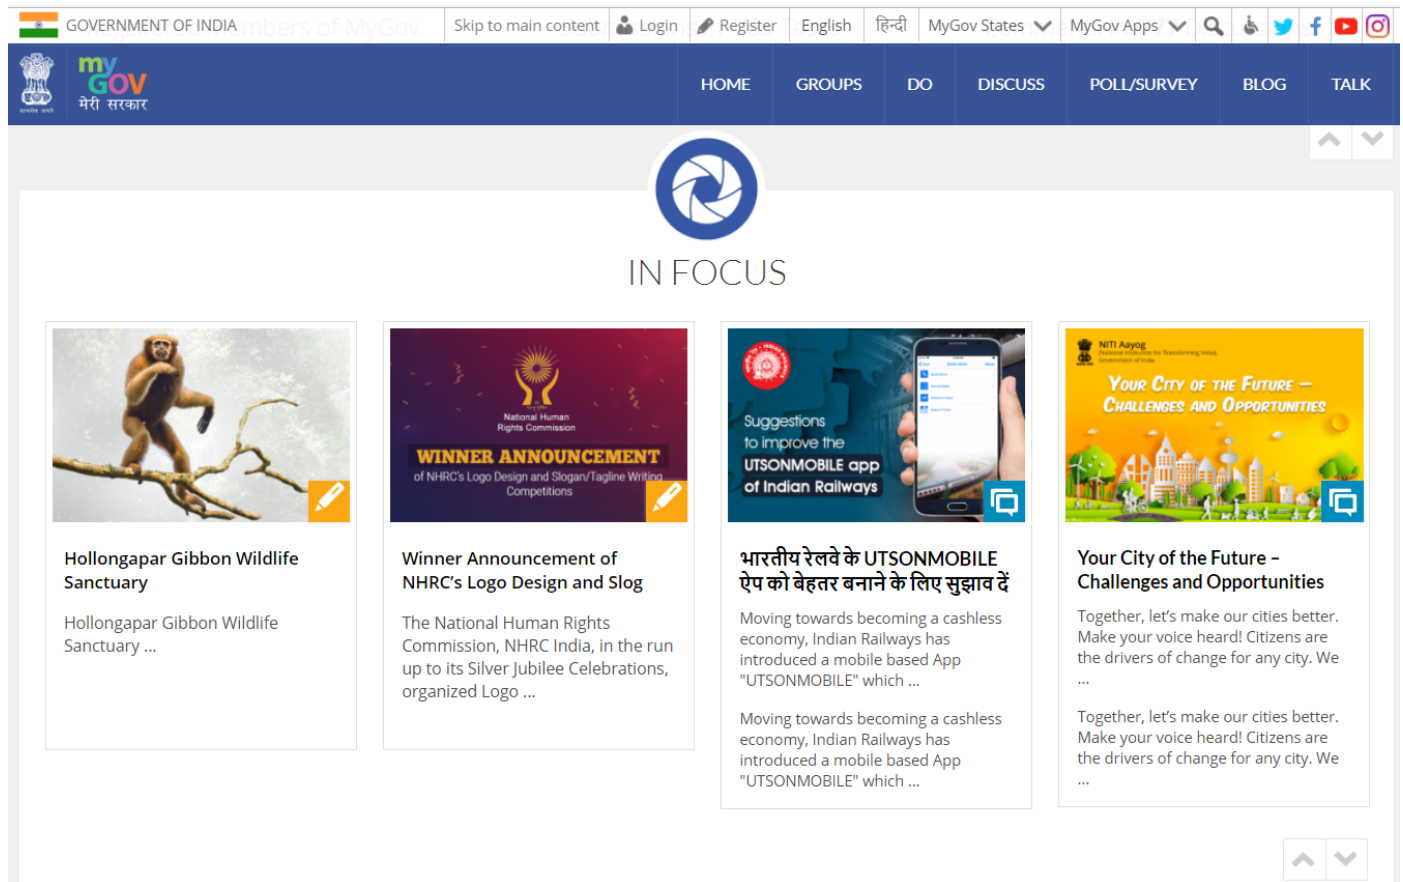 GOVERNMENT OF INDIA
Skip to main content
Login
Register
English
हिन्दी
MyGov States
MyGov Apps
my
GOV
मेरी सरकार
HOME
GROUPS
DO
DISCUSS
POLL/SURVEY
BLOG
TALK
IN FOCUS
Hollongapar Gibbon Wildlife
Sanctuary
Hollongapar Gibbon Wildlife
Sanctuary ...
National Human
Rights Commission
WINNER ANNOUNCEMENT
of NHRC's Logo Design and Slogan/Tagline Writing
Competitions
Winner Announcement of
NHRC's Logo Design and Slog
The National Human Rights
Commission, NHRC India, in the run
up to its Silver Jubilee Celebrations,
organized Logo ...
Suggestions
to improve the
UTSONMOBILE app
of Indian Railways
भारतीय रेलवे के UTSONMOBILE
ऐप को बेहतर बनाने के लिए सुझाव दें
Moving towards becoming a cashless
economy, Indian Railways has
introduced a mobile based App
"UTSONMOBILE" which ...
Moving towards becoming a cashless
economy, Indian Railways has
introduced a mobile based App
"UTSONMOBILE" which ...
NITI Aayog
National Institution for Transforming India,
Government of India
YOUR CITY OF THE FUTURE –
CHALLENGES AND OPPORTUNITIES
Your City of the Future –
Challenges and Opportunities
Together, let's make our cities better.
Make your voice heard! Citizens are
the drivers of change for any city. We
...
Together, let's make our cities better.
Make your voice heard! Citizens are
the drivers of change for any city. We
...